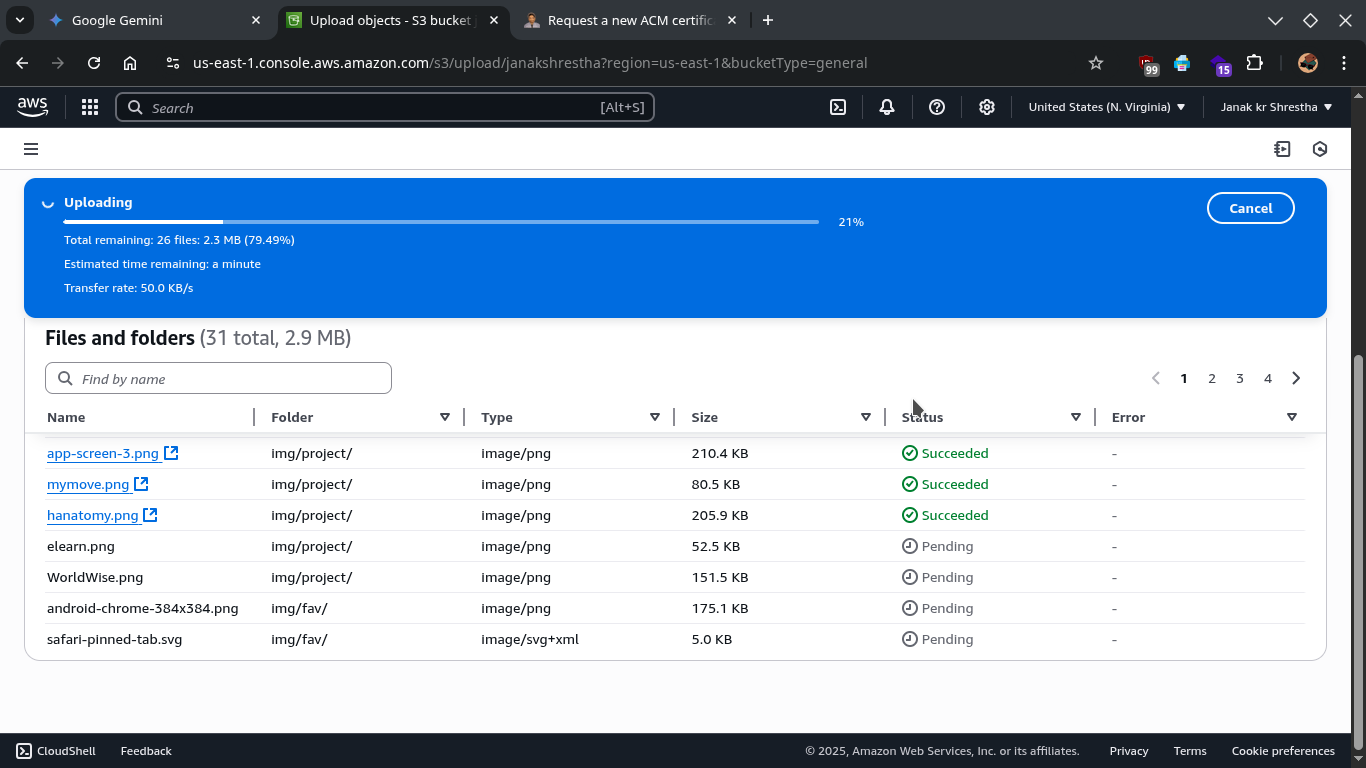 Google Gemini
Upload objects - S3 bucket
Request a new ACM certific
us-east-1.console.aws.amazon.com/s3/upload/janakshrestha?region=us-east-1&bucketType=general
99
15
aws
Search [Alt+S]
United States (N. Virginia)
Janak kr Shrestha
Uploading
21%
Cancel
Total remaining: 26 files: 2.3 MB (79.49%)
Estimated time remaining: a minute
Transfer rate: 50.0 KB/s
Files and folders (31 total, 2.9 MB)
Find by name
1 2 3 4
Name Folder Type Size Status Error
app-screen-3.png img/project/ image/png 210.4 KB Succeeded -
mymove.png img/project/ image/png 80.5 KB Succeeded -
hanatomy.png img/project/ image/png 205.9 KB Succeeded -
elearn.png img/project/ image/png 52.5 KB Pending -
WorldWise.png img/project/ image/png 151.5 KB Pending -
android-chrome-384x384.png img/fav/ image/png 175.1 KB Pending -
safari-pinned-tab.svg img/fav/ image/svg+xml 5.0 KB Pending -
CloudShell Feedback © 2025, Amazon Web Services, Inc. or its affiliates. Privacy Terms Cookie preferences